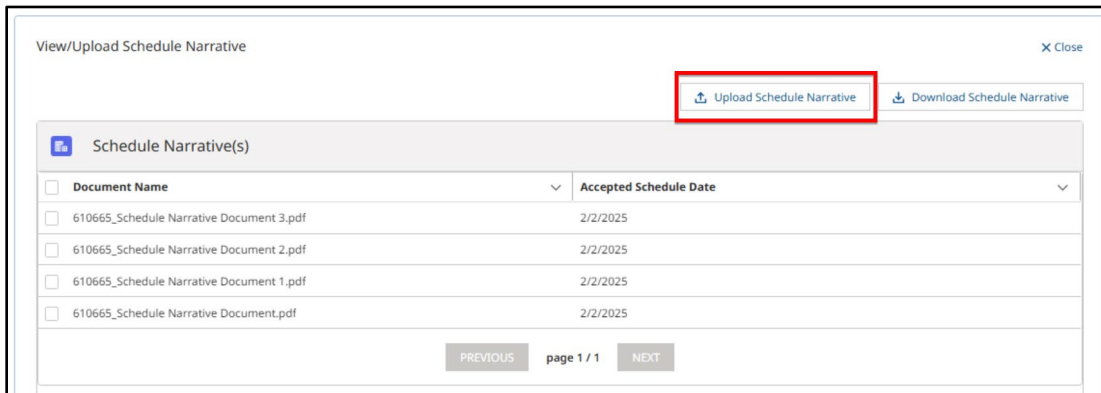 View/Upload Schedule Narrative
Close
Upload Schedule Narrative
Download Schedule Narrative
Schedule Narrative(s)
Document Name Accepted Schedule Date
610665_Schedule Narrative Document 3.pdf 2/2/2025
610665_Schedule Narrative Document 2.pdf 2/2/2025
610665_Schedule Narrative Document 1.pdf 2/2/2025
610665_Schedule Narrative Document.pdf 2/2/2025
PREVIOUS page 1 / 1 NEXT